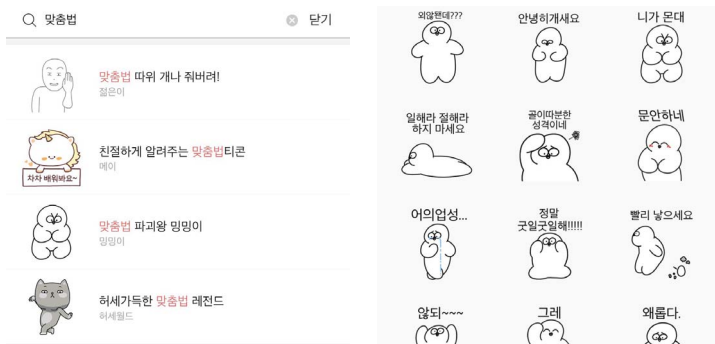 맞춤법
닫기
맞춤법 따위 개나 줘버려!
젊은이
친절하게 알려주는 맞춤법티콘
메이
차차 배워봐요~
맞춤법 파괴왕 밍밍이
밍밍이
허세가득한 맞춤법 레전드
허세월드
외않됀데???
안녕히개새요
니가 몬대
일해라 절해라
하지 마세요
골이따분한
성격이네
문안하네
어의업성...
정말
굿일굿일해!!!!!
빨리 낳으세요
않되~~~
그레
왜롭다.